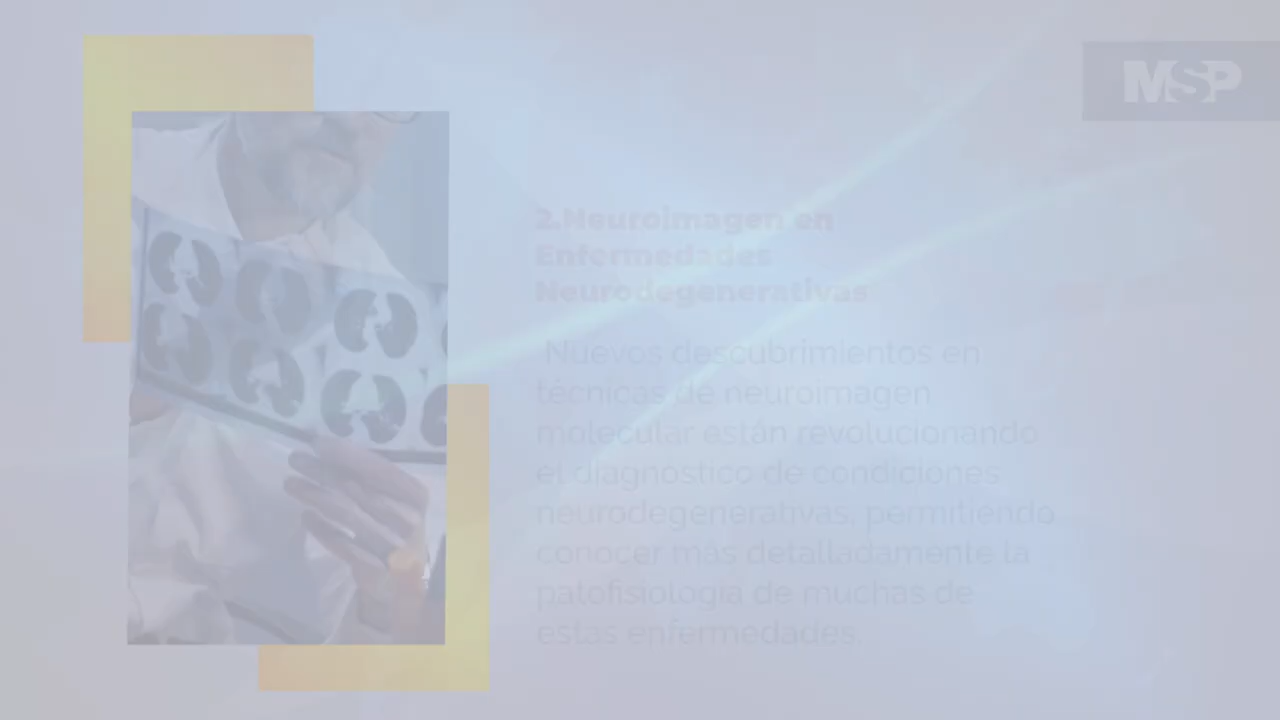 MSP
2.Neuroimagen en
Enfermedades
Neurodegenerativas
Nuevos descubrimientos en
técnicas de neuroimagen
molecular están revolucionando
el diagnóstico de condiciones
neurodegenerativas, permitiendo
conocer más detalladamente la
patofisiología de muchas de
estas enfermedades.